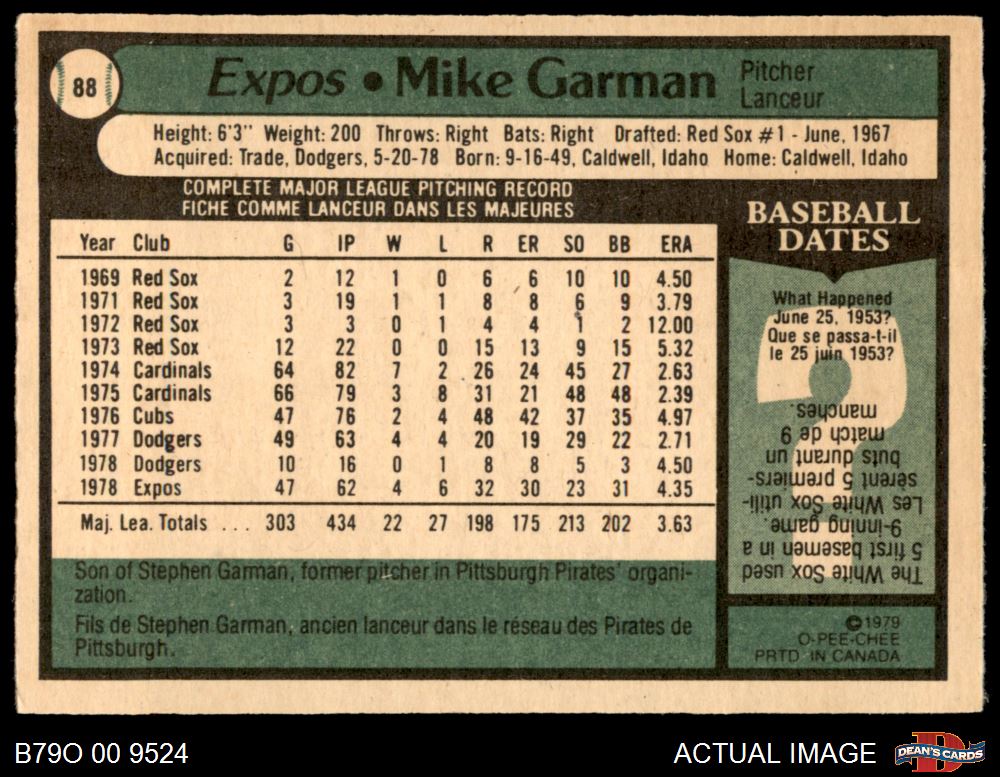 88
Expos • Mike Garman
Pitcher
Lanceur
Height: 6'3" Weight: 200 Throws: Right Bats: Right Drafted: Red Sox #1 - June, 1967
Acquired: Trade, Dodgers, 5-20-78 Born: 9-16-49, Caldwell, Idaho Home: Caldwell, Idaho
COMPLETE MAJOR LEAGUE PITCHING RECORD
FICHE COMME LANCEUR DANS LES MAJEURES
Year Club G IP W L R ER SO BB ERA
1969 Red Sox 2 12 1 0 6 6 10 10 4.50
1971 Red Sox 3 19 1 1 8 8 6 9 3.79
1972 Red Sox 3 3 0 1 4 4 1 2 12.00
1973 Red Sox 12 22 0 0 15 13 9 15 5.32
1974 Cardinals 64 82 7 2 26 24 45 27 2.63
1975 Cardinals 66 79 3 8 31 21 48 48 2.39
1976 Cubs 47 76 2 4 48 42 37 35 4.97
1977 Dodgers 49 63 4 4 20 19 29 22 2.71
1978 Dodgers 10 16 0 1 8 8 5 3 4.50
1978 Expos 47 62 4 6 32 30 23 31 4.35
Maj. Lea. Totals ... 303 434 22 27 198 175 213 202 3.63
Son of Stephen Garman, former pitcher in Pittsburgh Pirates' organi-
zation.
Fils de Stephen Garman, ancien lanceur dans le réseau des Pirates de
Pittsburgh.
BASEBALL
DATES
What Happened
June 25, 1953?
Que se passa-t-il
le 25 juin 1953?
The White Sox used
5 first basemen in a
9-inning game.
Les White Sox utili-
sèrent 5 premiers-
buts durant un
match de 9
manches.
©1979
O-PEE-CHEE
PRTD. IN CANADA
B79O 00 9524
ACTUAL IMAGE
DEAN'S CARDS